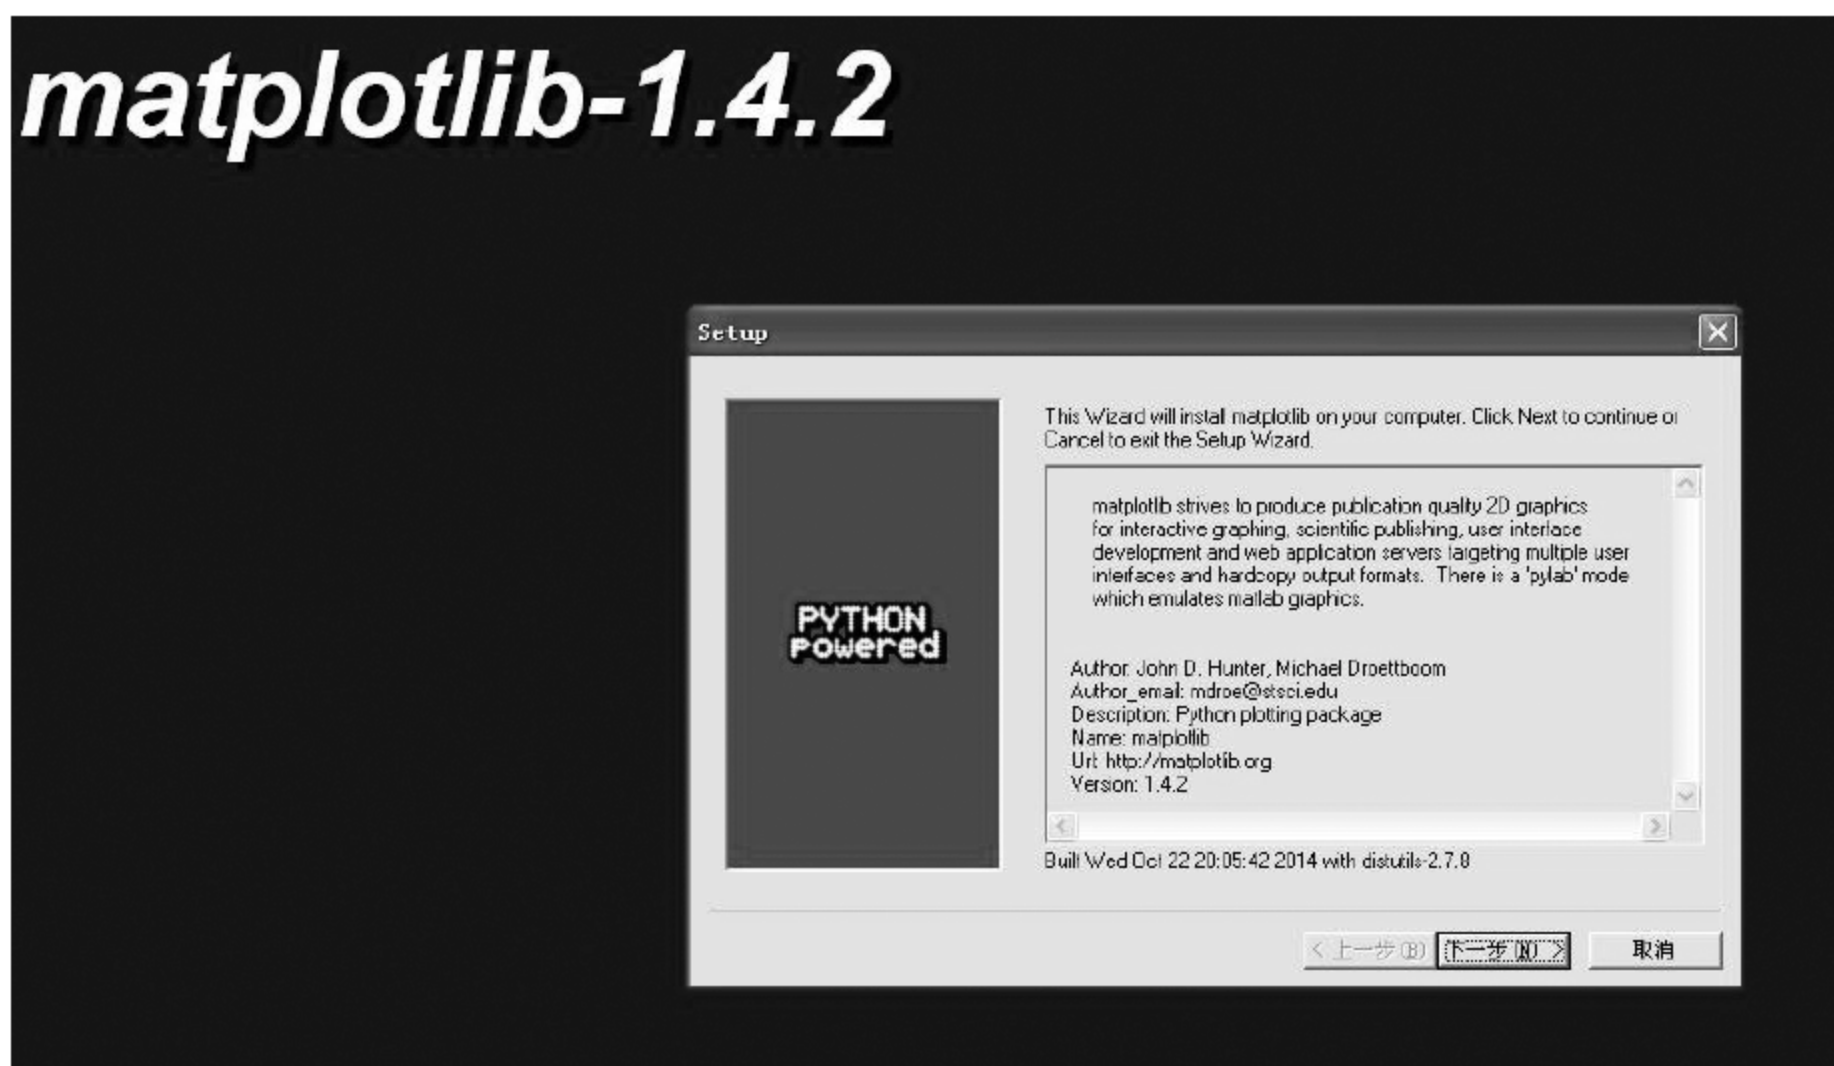 matplotlib-1.4.2
Setup
This Wizard will install matplotlib on your computer. Click Next to continue or
Cancel to exit the Setup Wizard.
matplotlib strives to produce publication quality 2D graphics
for interactive graphing, scientific publishing, user interface
development and web application servers targeting multiple user
interfaces and hardcopy output formats. There is a 'pylab' mode
which emulates matlab graphics.
PYTHON
powered
Author: John D. Hunter, Michael Droettboom
Author_email: mdroe@stsci.edu
Description: Python plotting package
Name: matplotlib
Url: http://matplotlib.org
Version: 1.4.2
Built Wed Oct 22 20:05:42 2014 with distutils-2.7.8
< 上一步(B) 下一步(N) > 取消